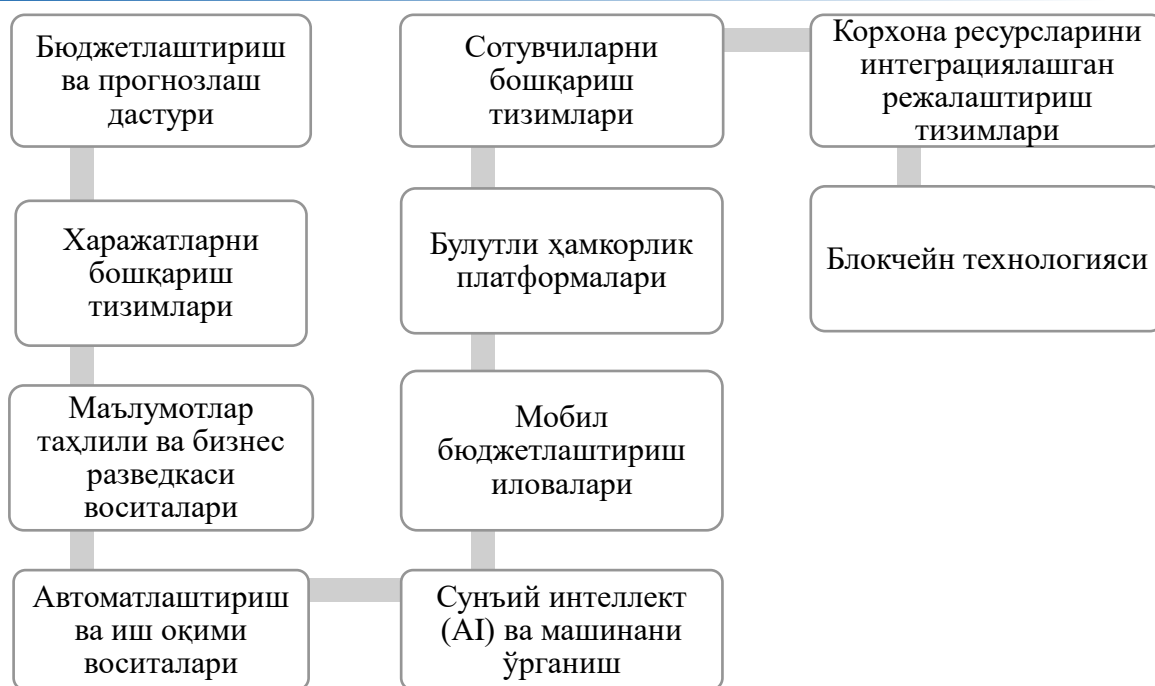 Бюджетлаштириш
ва прогнозлаш
дастури
Харажатларни
бошқариш
тизимлари
Маълумотлар
таҳлили ва бизнес
разведкаси
воситалари
Автоматлаштириш
ва иш оқими
воситалари
Сунъий интеллект
(AI) ва машинани
ўрганиш
Мобил
бюджетлаштириш
иловалари
Булутли ҳамкорлик
платформалари
Сотувчиларни
бошқариш
тизимлари
Корхона ресурсларини
интеграциялашган
режалаштириш
тизимлари
Блокчейн технологияси